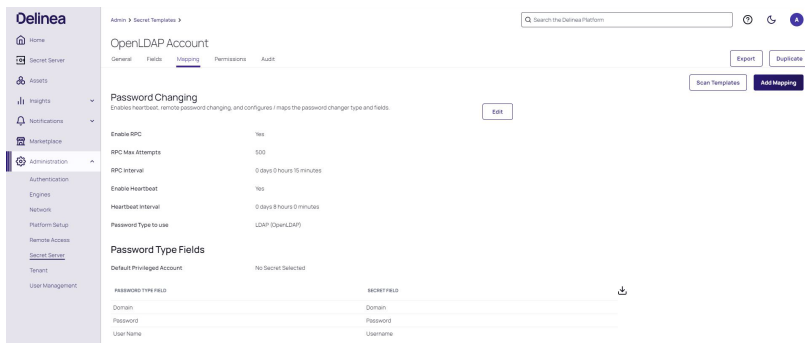 Delinea
Admin > Secret Templates >
Search the Delinea Platform
A
Home
Secret Server
Assets
Insights
Notifications
Marketplace
Administration
Authentication
Engines
Network
Platform Setup
Remote Access
Secret Server
Tenant
User Management
OpenLDAP Account
General Fields Mapping Permissions Audit
Export Duplicate
Scan Templates Add Mapping
Password Changing
Enables heartbeat, remote password changing, and configures / maps the password changer type and fields.
Edit
Enable RPC Yes
RPC Max Attempts 500
RPC Interval 0 days 0 hours 15 minutes
Enable Heartbeat Yes
Heartbeat Interval 0 days 8 hours 0 minutes
Password Type to use LDAP (OpenLDAP)
Password Type Fields
Default Privileged Account No Secret Selected
PASSWORD TYPE FIELD SECRET FIELD
Domain Domain
Password Password
User Name Username